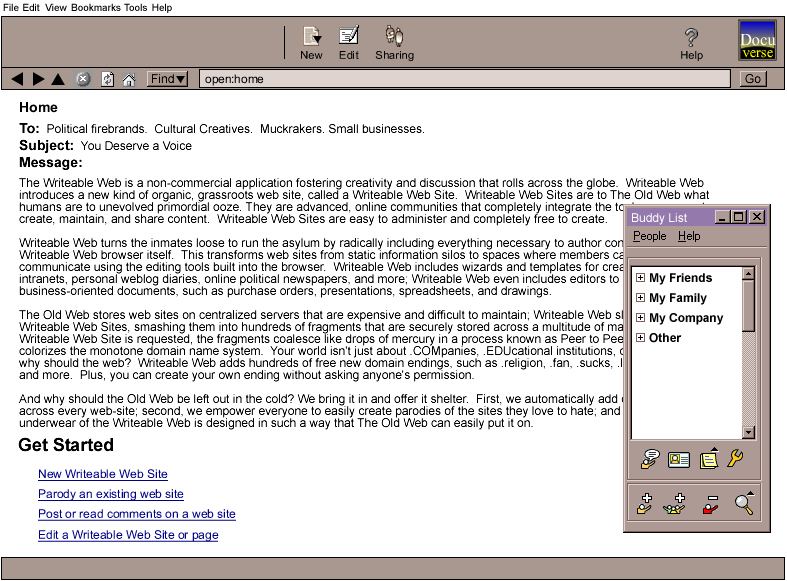 File Edit View Bookmarks Tools Help
New Edit Sharing Help
Docu
verse
Find open:home Go
Home
To: Political firebrands. Cultural Creatives. Muckrakers. Small businesses.
Subject: You Deserve a Voice
Message:
The Writeable Web is a non-commercial application fostering creativity and discussion that rolls across the globe. Writeable Web
introduces a new kind of organic, grassroots web site, called a Writeable Web Site. Writeable Web Sites are to The Old Web what
humans are to unevolved primordial ooze. They are advanced, online communities that completely integrate the
create, maintain, and share content. Writeable Web Sites are easy to administer and completely free to create.
Writeable Web turns the inmates loose to run the asylum by radically including everything necessary to author
Writeable Web browser itself. This transforms web sites from static information silos to spaces where members
communicate using the editing tools built into the browser. Writeable Web includes wizards and templates for
intranets, personal weblog diaries, online political newspapers, and more; Writeable Web even includes editors to
business-oriented documents, such as purchase orders, presentations, spreadsheets, and drawings.
The Old Web stores web sites on centralized servers that are expensive and difficult to maintain; Writeable Web
Writeable Web Sites, smashing them into hundreds of fragments that are securely stored across a multitude of
Writeable Web Site is requested, the fragments coalesce like drops of mercury in a process known as Peer to
colorizes the monotone domain name system. Your world isn't just about .COMpanies, .EDUcational institutions,
why should the web? Writeable Web adds hundreds of free new domain endings, such as .religion, .fan, .sucks,
and more. Plus, you can create your own ending without asking anyone's permission.
And why should the Old Web be left out in the cold? We bring it in and offer it shelter. First, we automatically add
across every web-site; second, we empower everyone to easily create parodies of the sites they love to hate; and
underwear of the Writeable Web is designed in such a way that The Old Web can easily put it on.
Get Started
New Writeable Web Site
Parody an existing web site
Post or read comments on a web site
Edit a Writeable Web Site or page
Buddy List
People Help
My Friends
My Family
My Company
Other